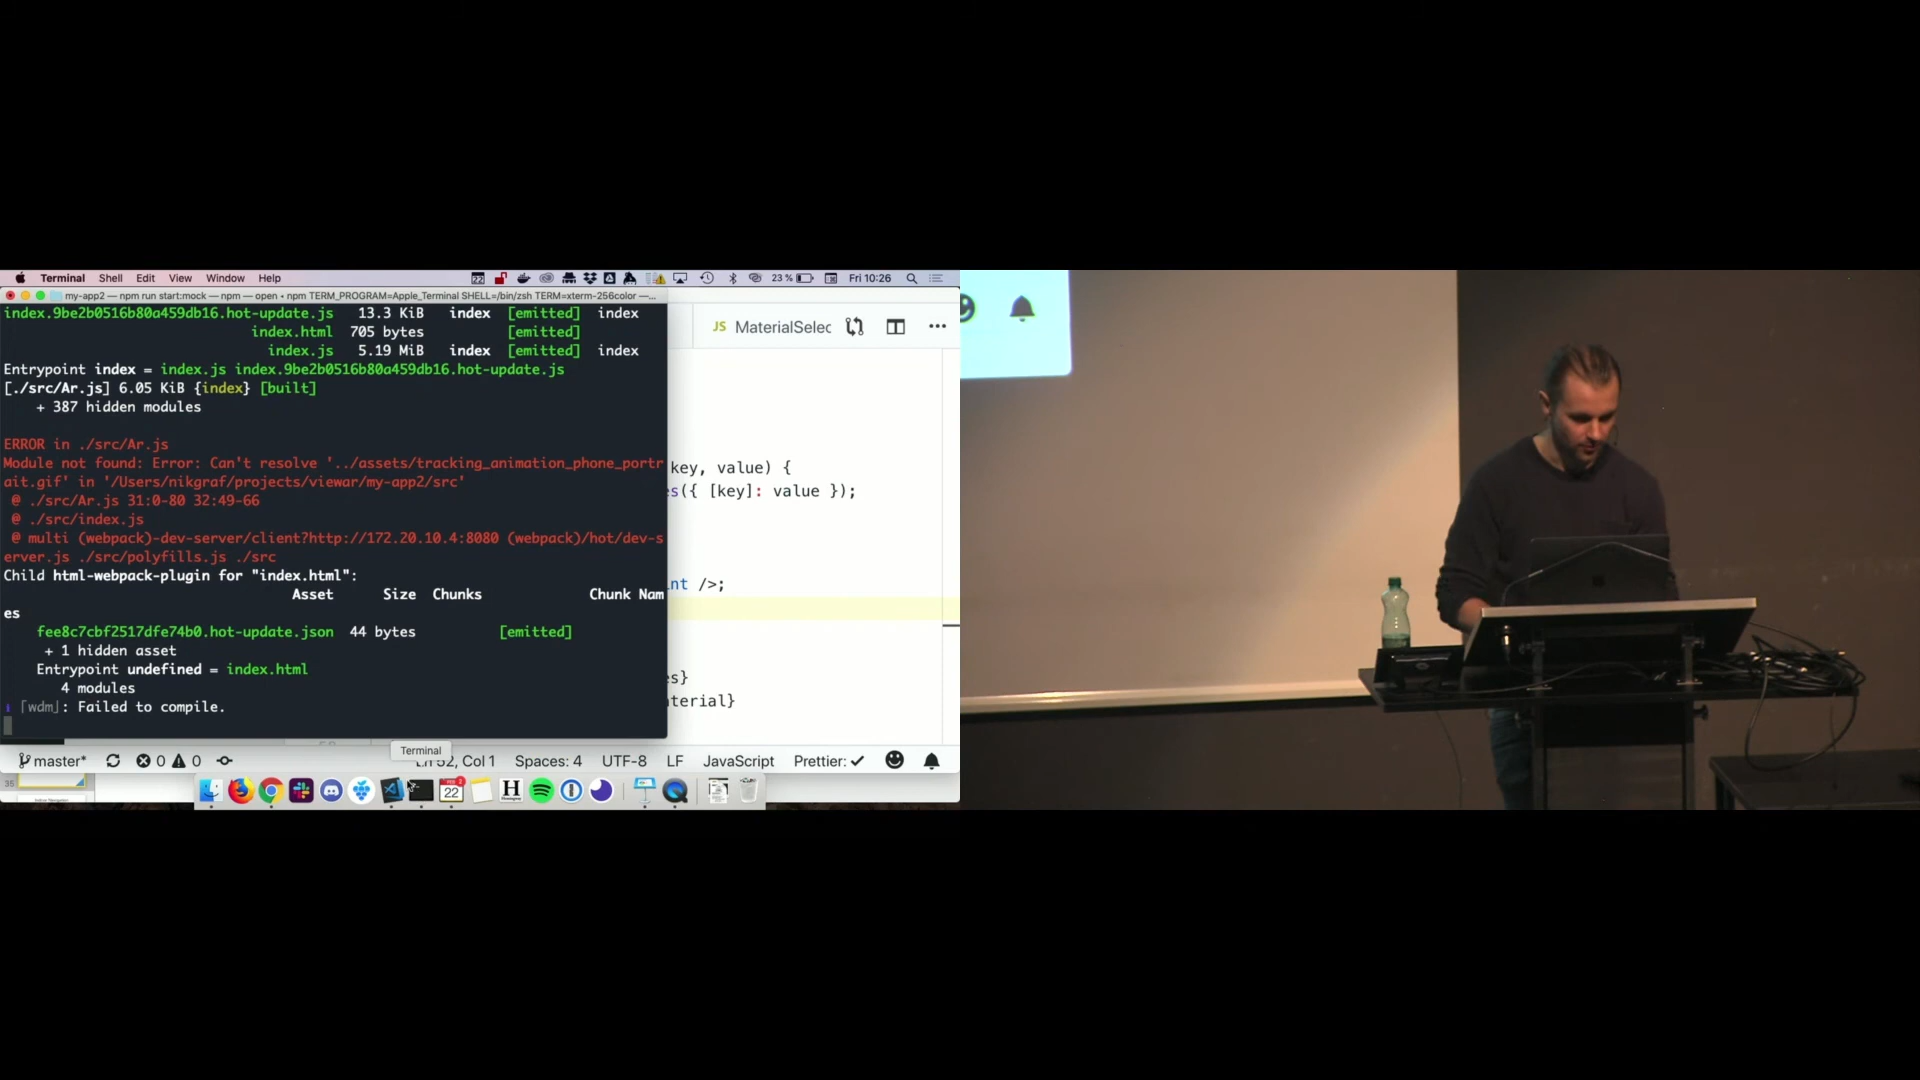 Terminal Shell Edit View Window Help 22 23 % Fri 10:26
my-app2 — npm run start:mock — npm — open • npm TERM_PROGRAM=Apple_Terminal SHELL=/bin/zsh TERM=xterm-256color —...
index.9be2b0516b80a459db16.hot-update.js 13.3 KiB index [emitted] index
index.html 705 bytes [emitted]
index.js 5.19 MiB index [emitted] index
Entrypoint index = index.js index.9be2b0516b80a459db16.hot-update.js
[./src/Ar.js] 6.05 KiB {index} [built]
+ 387 hidden modules
ERROR in ./src/Ar.js
Module not found: Error: Can't resolve '../assets/tracking_animation_phone_portr
ait.gif' in '/Users/nikgraf/projects/viewar/my-app2/src'
@ ./src/Ar.js 31:0-80 32:49-66
@ ./src/index.js
@ multi (webpack)-dev-server/client?http://172.20.10.4:8080 (webpack)/hot/dev-s
erver.js ./src/polyfills.js ./src
Child html-webpack-plugin for "index.html":
Asset Size Chunks Chunk Nam
es
fee8c7cbf2517dfe74b0.hot-update.json 44 bytes [emitted]
+ 1 hidden asset
Entrypoint undefined = index.html
4 modules
i ｢wdm｣: Failed to compile.
JS MaterialSelec
key, value) {
s({ [key]: value });
nt />;
s}
terial}
Terminal
master* 0 0 Ln 52, Col 1 Spaces: 4 UTF-8 LF JavaScript Prettier: ✓
35
22 H